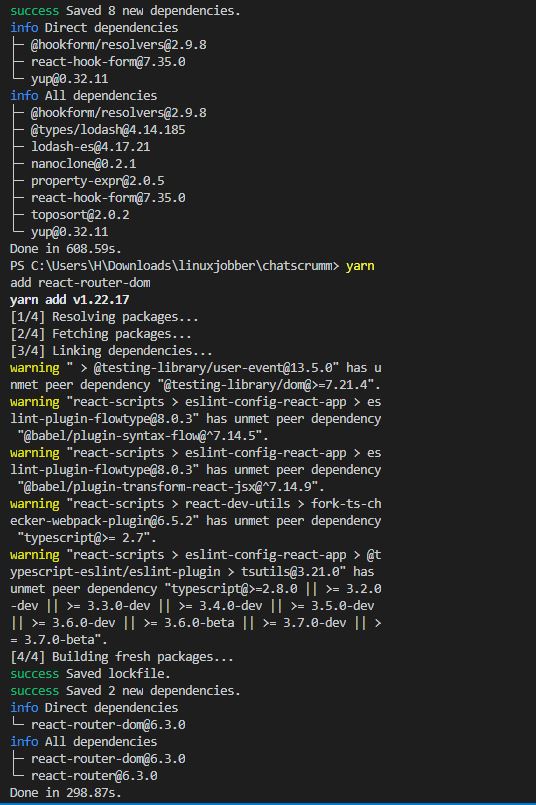 success Saved 8 new dependencies.
info Direct dependencies
├─ @hookform/resolvers@2.9.8
├─ react-hook-form@7.35.0
└─ yup@0.32.11
info All dependencies
├─ @hookform/resolvers@2.9.8
├─ @types/lodash@4.14.185
├─ lodash-es@4.17.21
├─ nanoclone@0.2.1
├─ property-expr@2.0.5
├─ react-hook-form@7.35.0
├─ toposort@2.0.2
└─ yup@0.32.11
Done in 608.59s.
PS C:\Users\H\Downloads\linuxjobber\chatscrumm> yarn
add react-router-dom
yarn add v1.22.17
[1/4] Resolving packages...
[2/4] Fetching packages...
[3/4] Linking dependencies...
warning " > @testing-library/user-event@13.5.0" has u
nmet peer dependency "@testing-library/dom@>=7.21.4".
warning "react-scripts > eslint-config-react-app > es
lint-plugin-flowtype@8.0.3" has unmet peer dependency
"@babel/plugin-syntax-flow@^7.14.5".
warning "react-scripts > eslint-config-react-app > es
lint-plugin-flowtype@8.0.3" has unmet peer dependency
"@babel/plugin-transform-react-jsx@^7.14.9".
warning "react-scripts > react-dev-utils > fork-ts-ch
ecker-webpack-plugin@6.5.2" has unmet peer dependency
"typescript@>= 2.7".
warning "react-scripts > eslint-config-react-app > @t
ypescript-eslint/eslint-plugin > tsutils@3.21.0" has
unmet peer dependency "typescript@>=2.8.0 || >= 3.2.0
-dev || >= 3.3.0-dev || >= 3.4.0-dev || >= 3.5.0-dev
|| >= 3.6.0-dev || >= 3.6.0-beta || >= 3.7.0-dev || >
= 3.7.0-beta".
[4/4] Building fresh packages...
success Saved lockfile.
success Saved 2 new dependencies.
info Direct dependencies
└─ react-router-dom@6.3.0
info All dependencies
├─ react-router-dom@6.3.0
└─ react-router@6.3.0
Done in 298.87s.